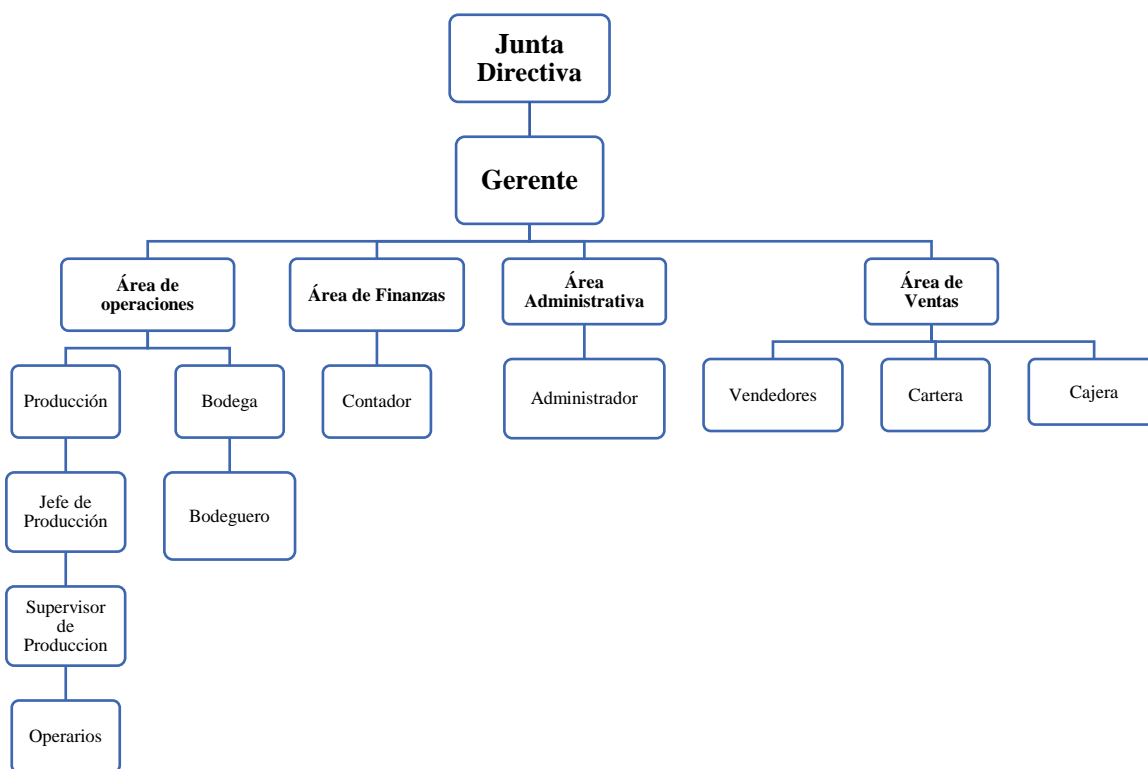 Junta
Directiva
Gerente
Área de
operaciones
Área de Finanzas
Área
Administrativa
Área de
Ventas
Producción
Bodega
Contador
Administrador
Vendedores
Cartera
Cajera
Jefe de
Producción
Bodeguero
Supervisor
de
Produccion
Operarios